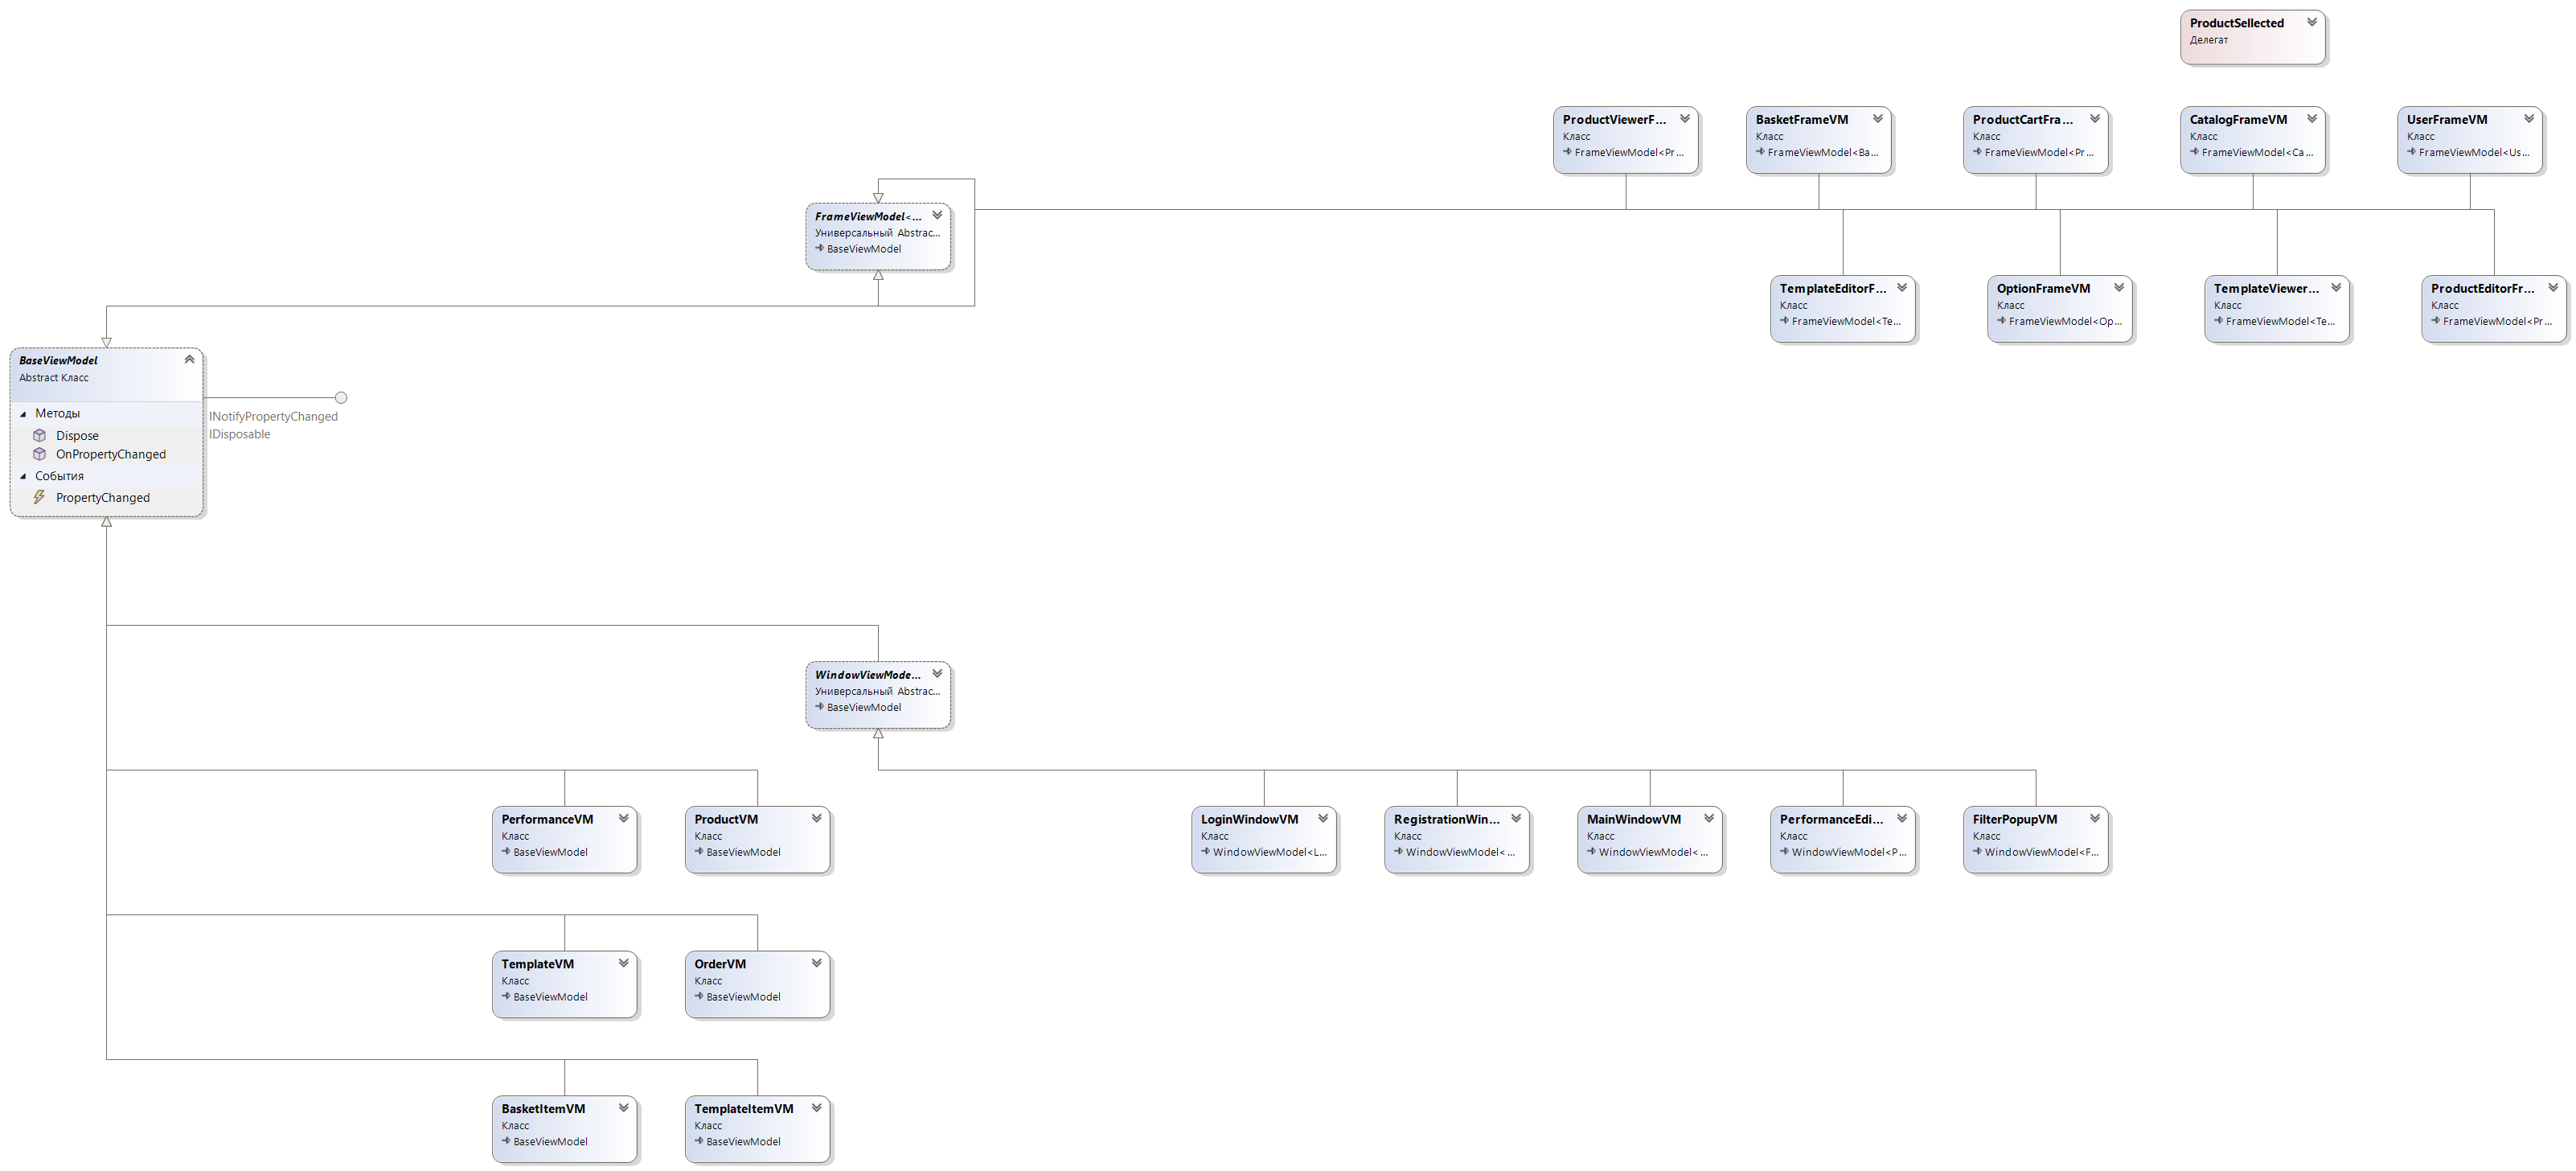 ProductSellected
Делегат
ProductViewerF...
Класс
FrameViewModel<Pr...
BasketFrameVM
Класс
FrameViewModel<Ba...
ProductCartFra...
Класс
FrameViewModel<Pr...
CatalogFrameVM
Класс
FrameViewModel<Ca...
UserFrameVM
Класс
FrameViewModel<Us...
FrameViewModel<...
Универсальный Abstrac...
BaseViewModel
TemplateEditorF...
Класс
FrameViewModel<Te...
OptionFrameVM
Класс
FrameViewModel<Op...
TemplateViewer...
Класс
FrameViewModel<Te...
ProductEditorFr...
Класс
FrameViewModel<Pr...
BaseViewModel
Abstract Класс
Методы
Dispose
OnPropertyChanged
События
PropertyChanged
INotifyPropertyChanged
IDisposable
WindowViewMode...
Универсальный Abstrac...
BaseViewModel
PerformanceVM
Класс
BaseViewModel
ProductVM
Класс
BaseViewModel
LoginWindowVM
Класс
WindowViewModel<L...
RegistrationWin...
Класс
WindowViewModel<...
MainWindowVM
Класс
WindowViewModel<...
PerformanceEdi...
Класс
WindowViewModel<P...
FilterPopupVM
Класс
WindowViewModel<F...
TemplateVM
Класс
BaseViewModel
OrderVM
Класс
BaseViewModel
BasketItemVM
Класс
BaseViewModel
TemplateItemVM
Класс
BaseViewModel